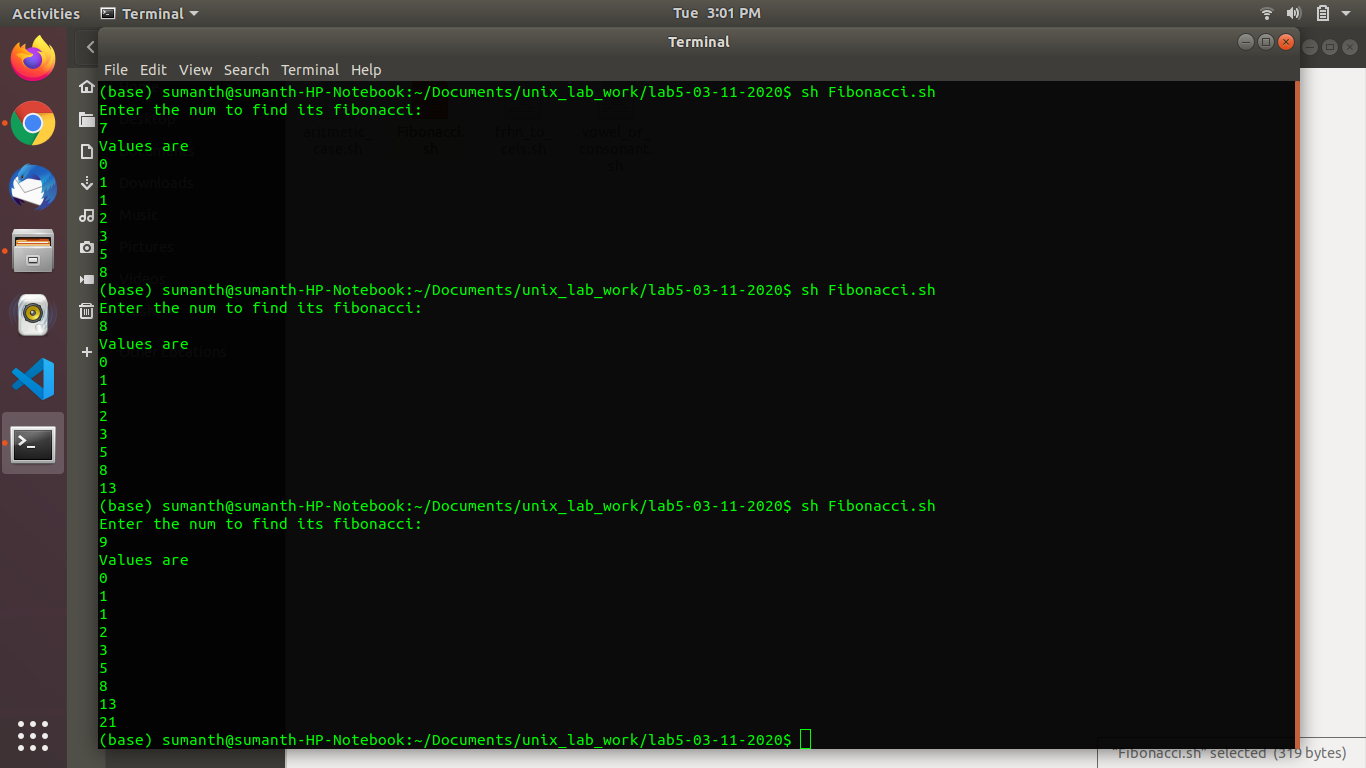 Activities Terminal Tue 3:01 PM
Terminal
File Edit View Search Terminal Help
(base) sumanth@sumanth-HP-Notebook:~/Documents/unix_lab_work/lab5-03-11-2020$ sh Fibonacci.sh
Enter the num to find its fibonacci:
7
Values are
0
1
1
2
3
5
8
(base) sumanth@sumanth-HP-Notebook:~/Documents/unix_lab_work/lab5-03-11-2020$ sh Fibonacci.sh
Enter the num to find its fibonacci:
8
Values are
0
1
1
2
3
5
8
13
(base) sumanth@sumanth-HP-Notebook:~/Documents/unix_lab_work/lab5-03-11-2020$ sh Fibonacci.sh
Enter the num to find its fibonacci:
9
Values are
0
1
1
2
3
5
8
13
21
(base) sumanth@sumanth-HP-Notebook:~/Documents/unix_lab_work/lab5-03-11-2020$
Downloads
Music
Pictures
Videos
Fibonacci.
sh
"Fibonacci.sh" selected (319 bytes)